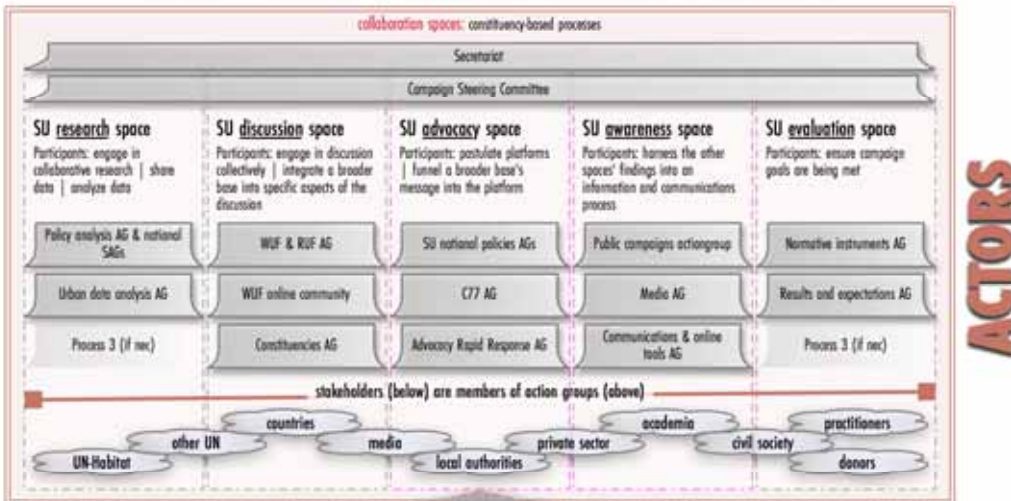 collaboration spaces: constituency-based processes
Secretariat
Campaign Steering Committee
SU research space
Participants: engage in
collaborative research | share
data | analyze data
Policy analysis AG & national
SAGs
Urban data analysis AG
Process 3 (if nec)
SU discussion space
Participants: engage in discussion
collectively | integrate a broader
base into specific aspects of the
discussion
WUF & RUF AG
WUF online community
Constituencies AG
SU advocacy space
Participants: postulate platforms
| funnel a broader base's
message into the platform
SU national policies AGs
C77 AG
Advocacy Rapid Response AG
SU awareness space
Participants: harness the other
spaces' findings into an
information and communications
process
Public campaigns actiongroup
Media AG
Communications & online
tools AG
SU evaluation space
Participants: ensure campaign
goals are being met
Normative instruments AG
Results and expectations AG
Process 3 (if nec)
stakeholders (below) are members of action groups (above)
UN-Habitat
other UN
countries
media
local authorities
private sector
academia
civil society
practitioners
donors
ACTORS